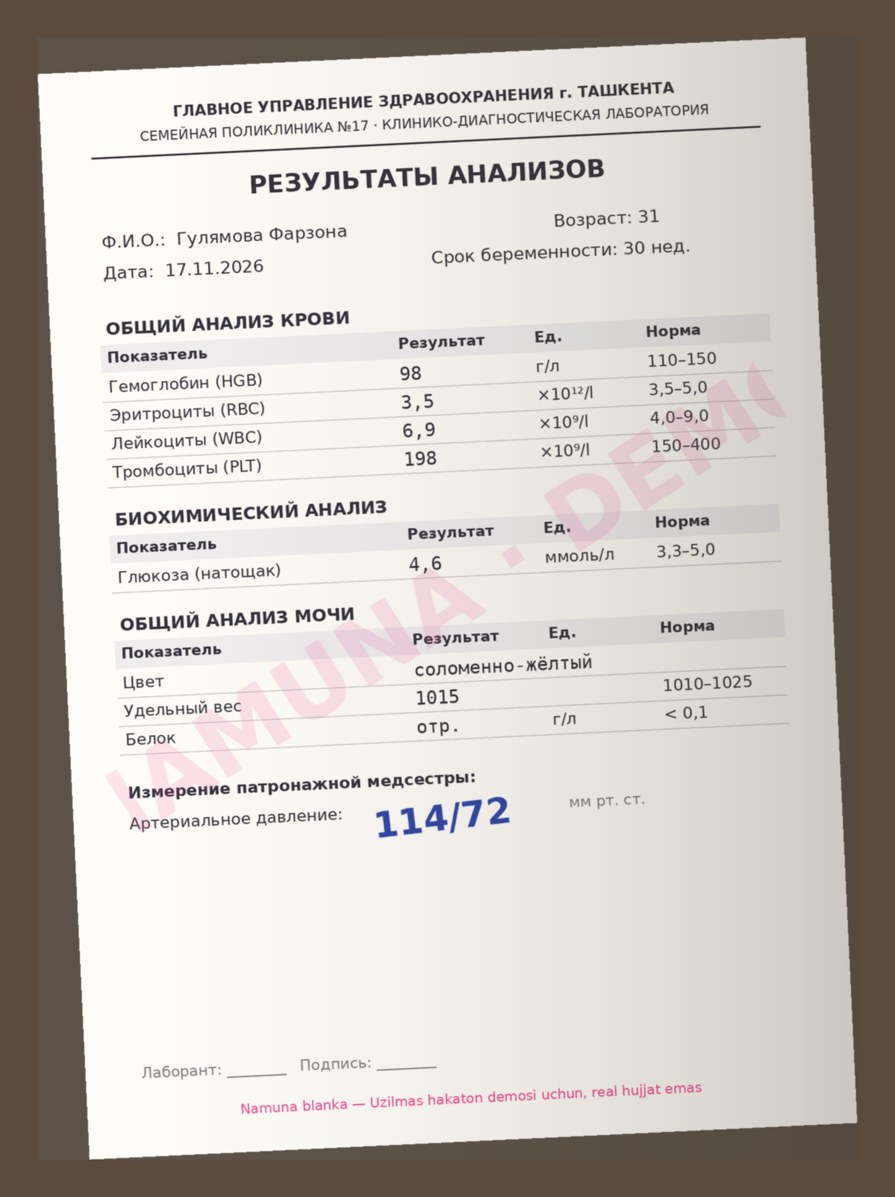 ГЛАВНОЕ УПРАВЛЕНИЕ ЗДРАВООХРАНЕНИЯ г. ТАШКЕНТА
СЕМЕЙНАЯ ПОЛИКЛИНИКА №17 · КЛИНИКО-ДИАГНОСТИЧЕСКАЯ ЛАБОРАТОРИЯ
РЕЗУЛЬТАТЫ АНАЛИЗОВ
Ф.И.О.: Гулямова Фарзона Возраст: 31
Дата: 17.11.2026 Срок беременности: 30 нед.
ОБЩИЙ АНАЛИЗ КРОВИ
Показатель Результат Ед. Норма
Гемоглобин (HGB) 98 г/л 110–150
Эритроциты (RBC) 3,5 ×10¹²/l 3,5–5,0
Лейкоциты (WBC) 6,9 ×10⁹/l 4,0–9,0
Тромбоциты (PLT) 198 ×10⁹/l 150–400
БИОХИМИЧЕСКИЙ АНАЛИЗ
Показатель Результат Ед. Норма
Глюкоза (натощак) 4,6 ммоль/л 3,3–5,0
ОБЩИЙ АНАЛИЗ МОЧИ
Показатель Результат Ед. Норма
Цвет соломенно-жёлтый
Удельный вес 1015 1010–1025
Белок отр. г/л < 0,1
Измерение патронажной медсестры:
Артериальное давление: 114/72 мм рт. ст.
Лаборант: Подпись:
Namuna blanka — Uzilmas hakaton demosi uchun, real hujjat emas